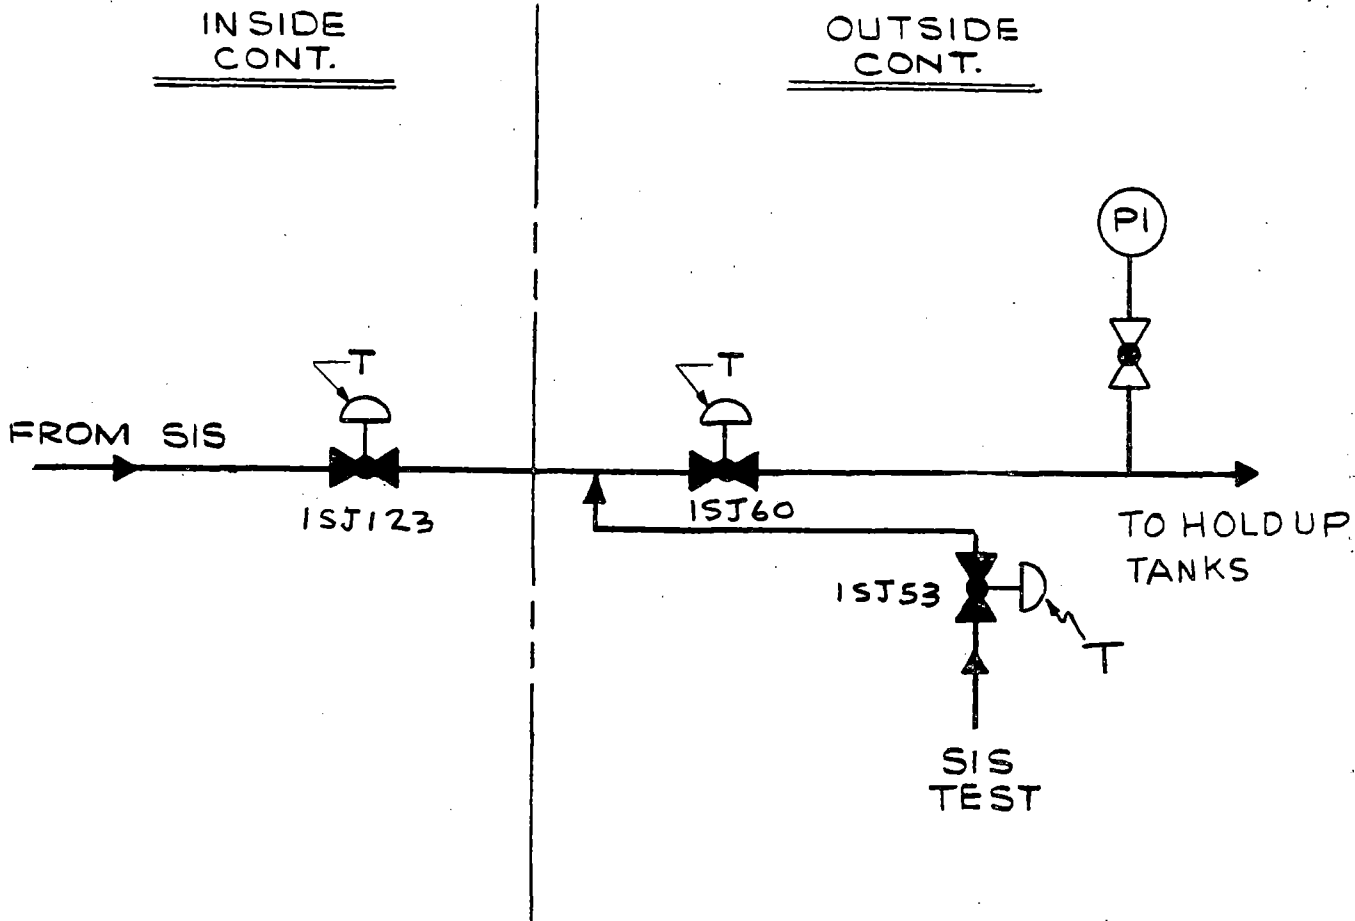 INSIDE
CONT.
OUTSIDE
CONT.
PI
T
T
FROM SIS
1SJ123
1SJ60
TO HOLDUP
TANKS
1SJ53
T
SIS
TEST